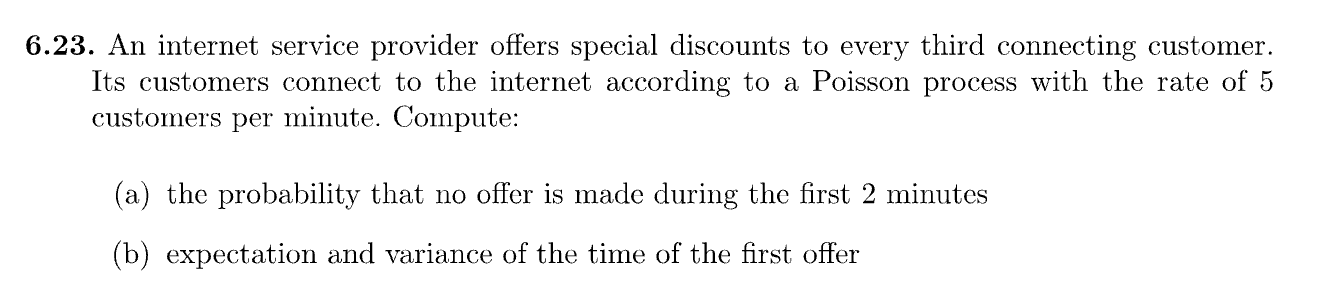 6.23. An internet service provider offers special discounts to every third connecting customer.
Its customers connect to the internet according to a Poisson process with the rate of 5
customers per minute. Compute:
(a) the probability that no offer is made during the first 2 minutes
(b) expectation and variance of the time of the first offer